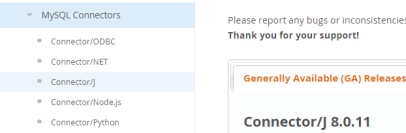 MySQL Connectors
Connector/ODBC
Connector/NET
Connector/J
Connector/Node.js
Connector/Python
Please report any bugs or inconsistencies
Thank you for your support!
Generally Available (GA) Releases
Connector/J 8.0.11